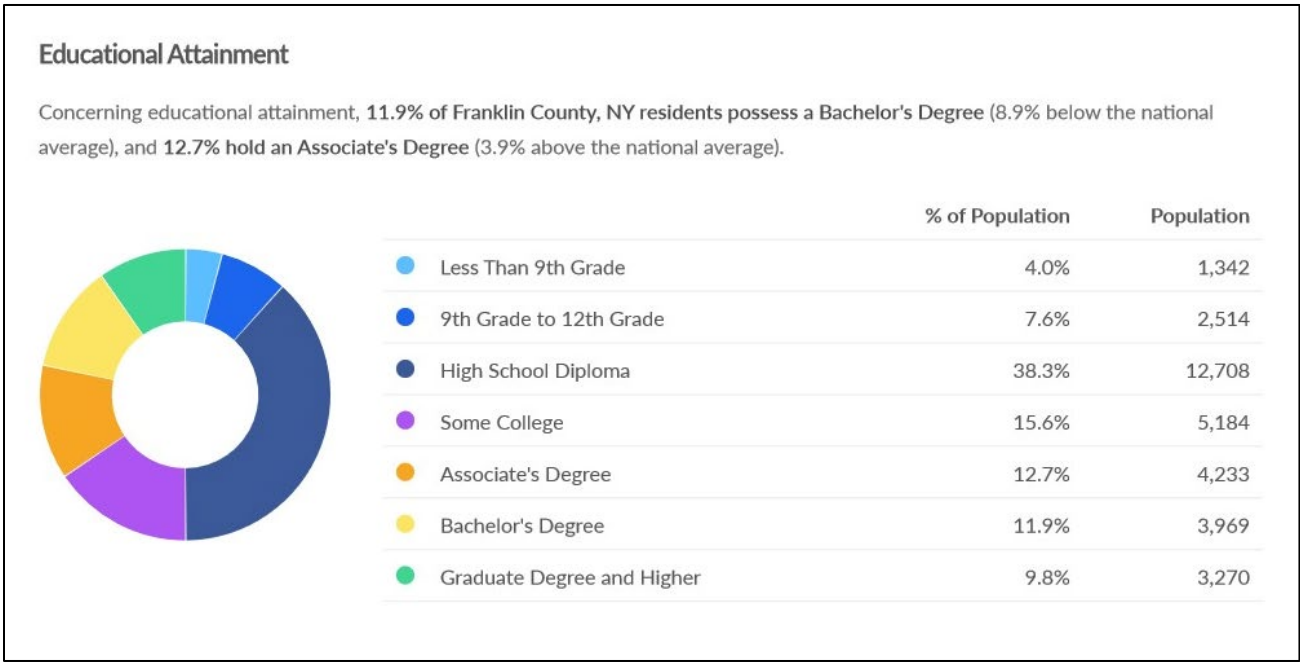 Educational Attainment
Concerning educational attainment, 11.9% of Franklin County, NY residents possess a Bachelor's Degree (8.9% below the national
average), and 12.7% hold an Associate's Degree (3.9% above the national average).
% of Population Population
Less Than 9th Grade 4.0% 1,342
9th Grade to 12th Grade 7.6% 2,514
High School Diploma 38.3% 12,708
Some College 15.6% 5,184
Associate's Degree 12.7% 4,233
Bachelor's Degree 11.9% 3,969
Graduate Degree and Higher 9.8% 3,270